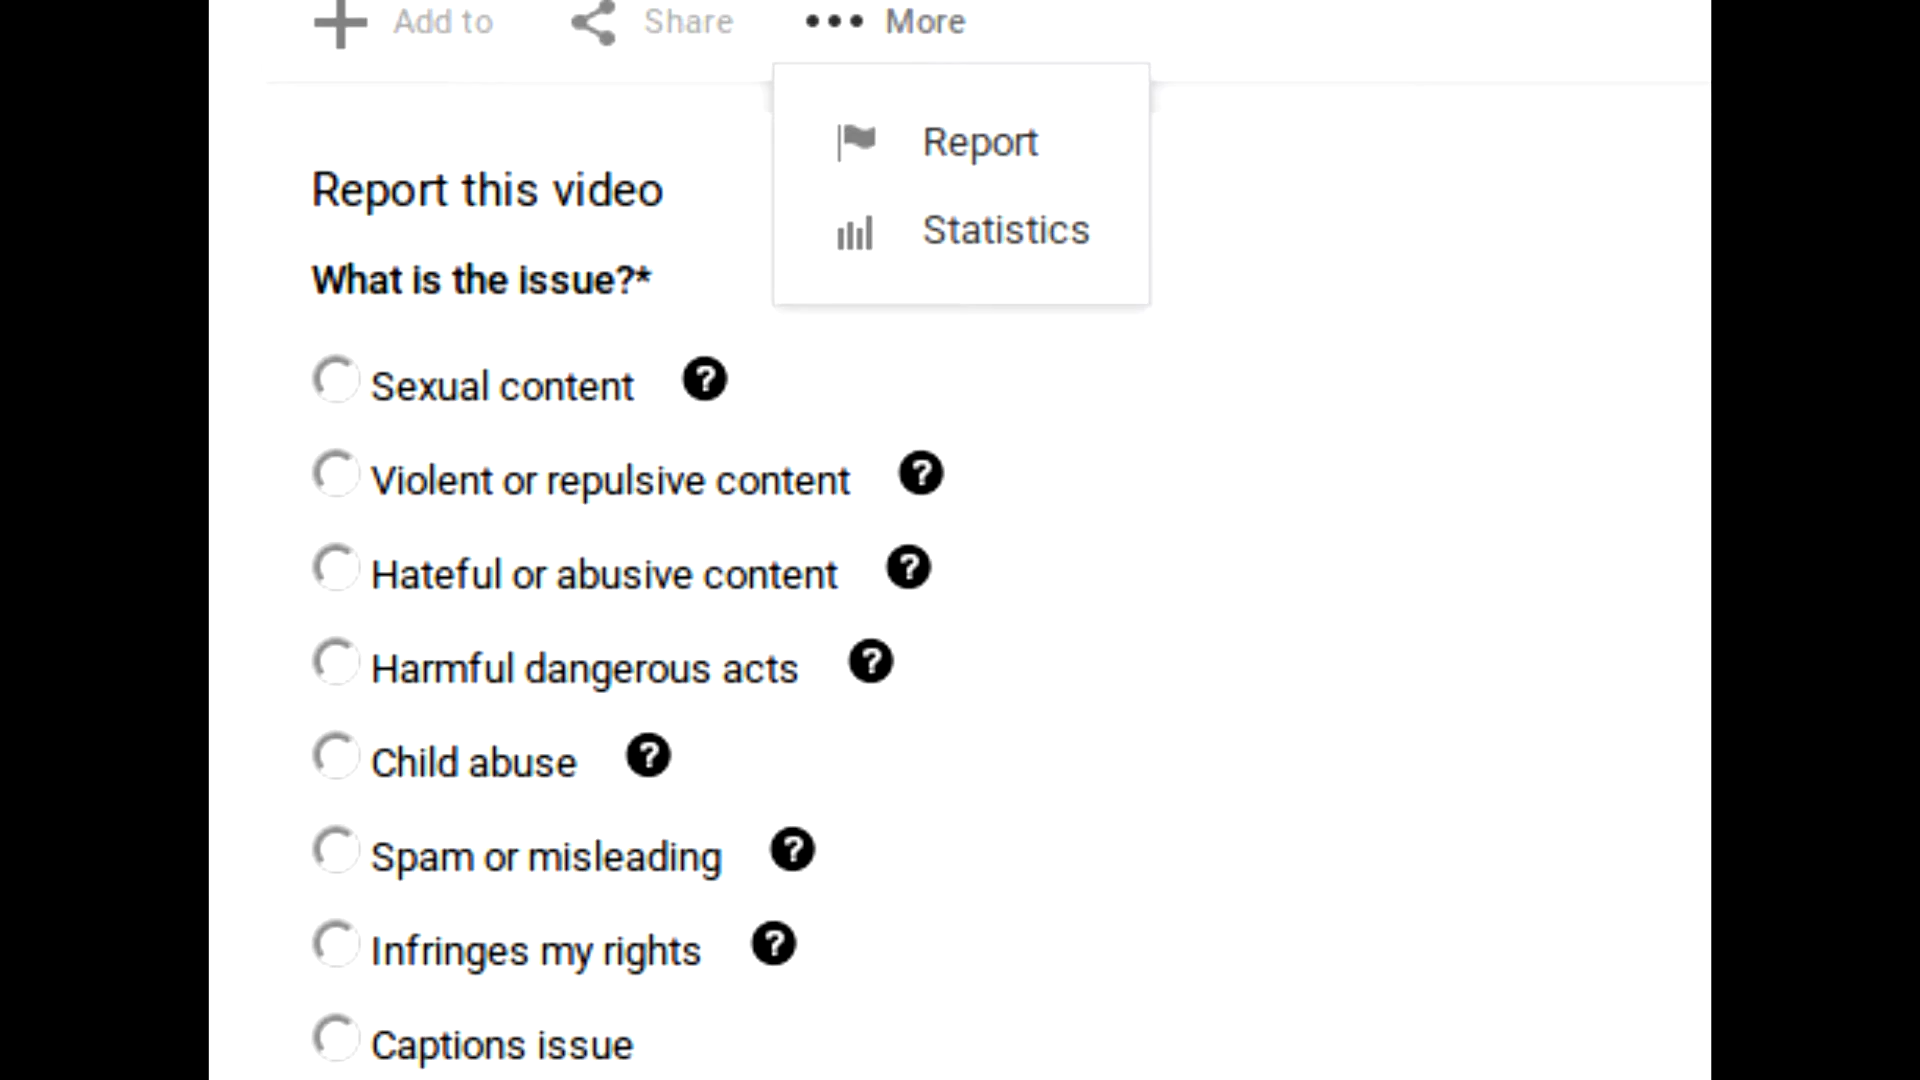 Add to Share More
Report
Statistics
Report this video
What is the issue?*
Sexual content ?
Violent or repulsive content ?
Hateful or abusive content ?
Harmful dangerous acts ?
Child abuse ?
Spam or misleading ?
Infringes my rights ?
Captions issue